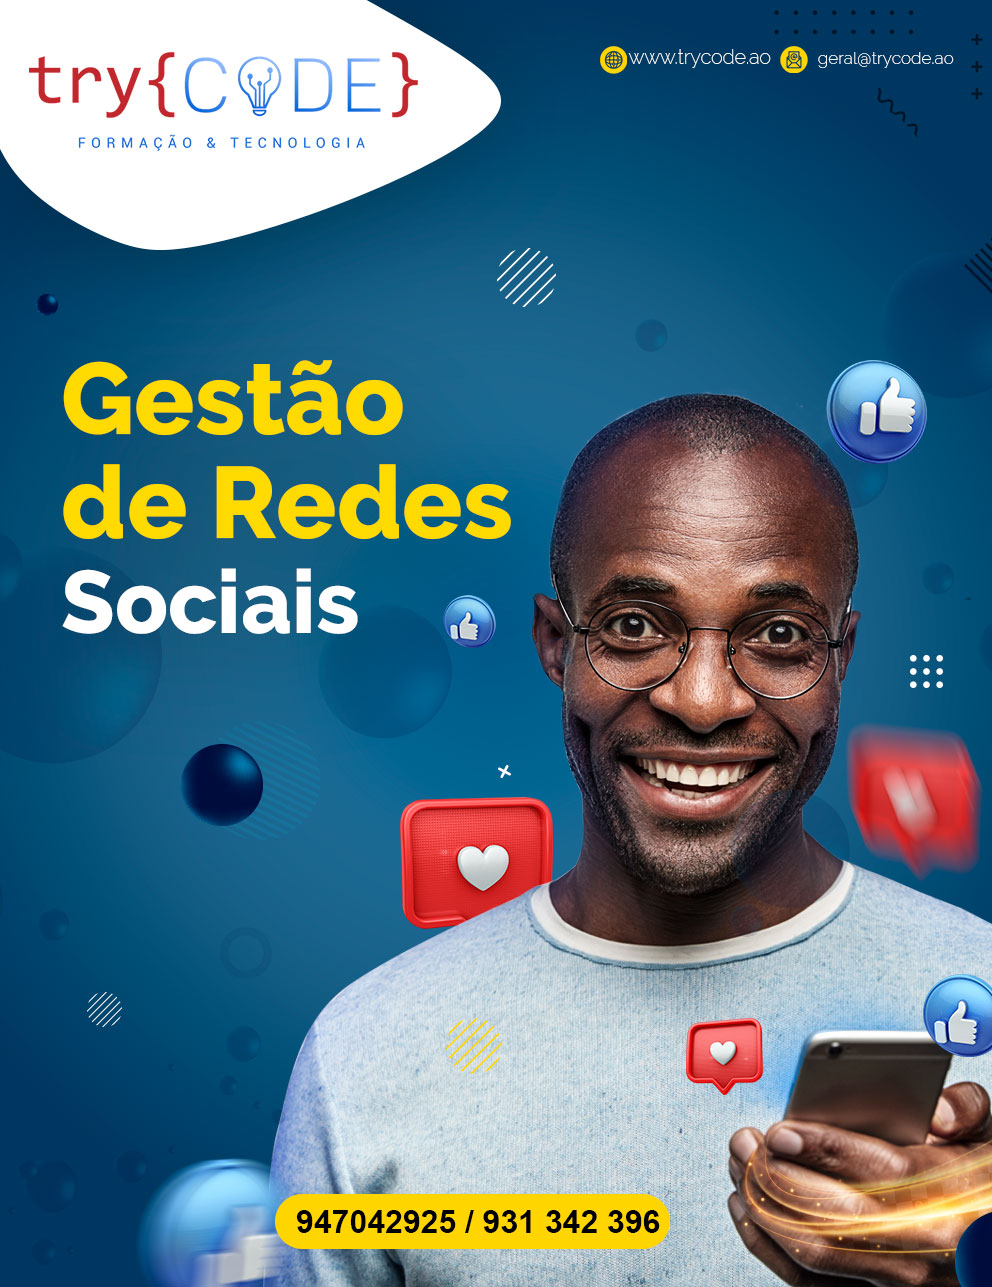 try{CODE}
FORMAÇÃO & TECNOLOGIA
www.trycode.ao
geral@trycode.ao
Gestão
de Redes
Sociais
947042925 / 931 342 396